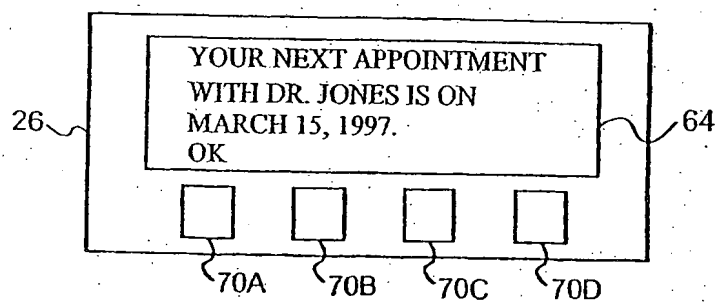 YOUR NEXT APPOINTMENT
WITH DR. JONES IS ON
MARCH 15, 1997.
OK
26
64
70A 70B 70C 70D